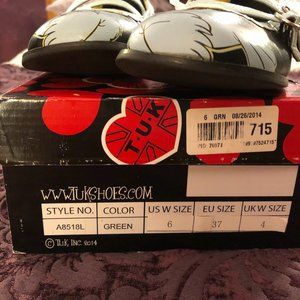 6 GRN 08/26/2014
715
T·U·K
WWW.TUKSHOES.COM
STYLE NO. COLOR US W SIZE EU SIZE UK W SIZE
A8518L GREEN 6 37 4
© T.U.K. INC. 2014